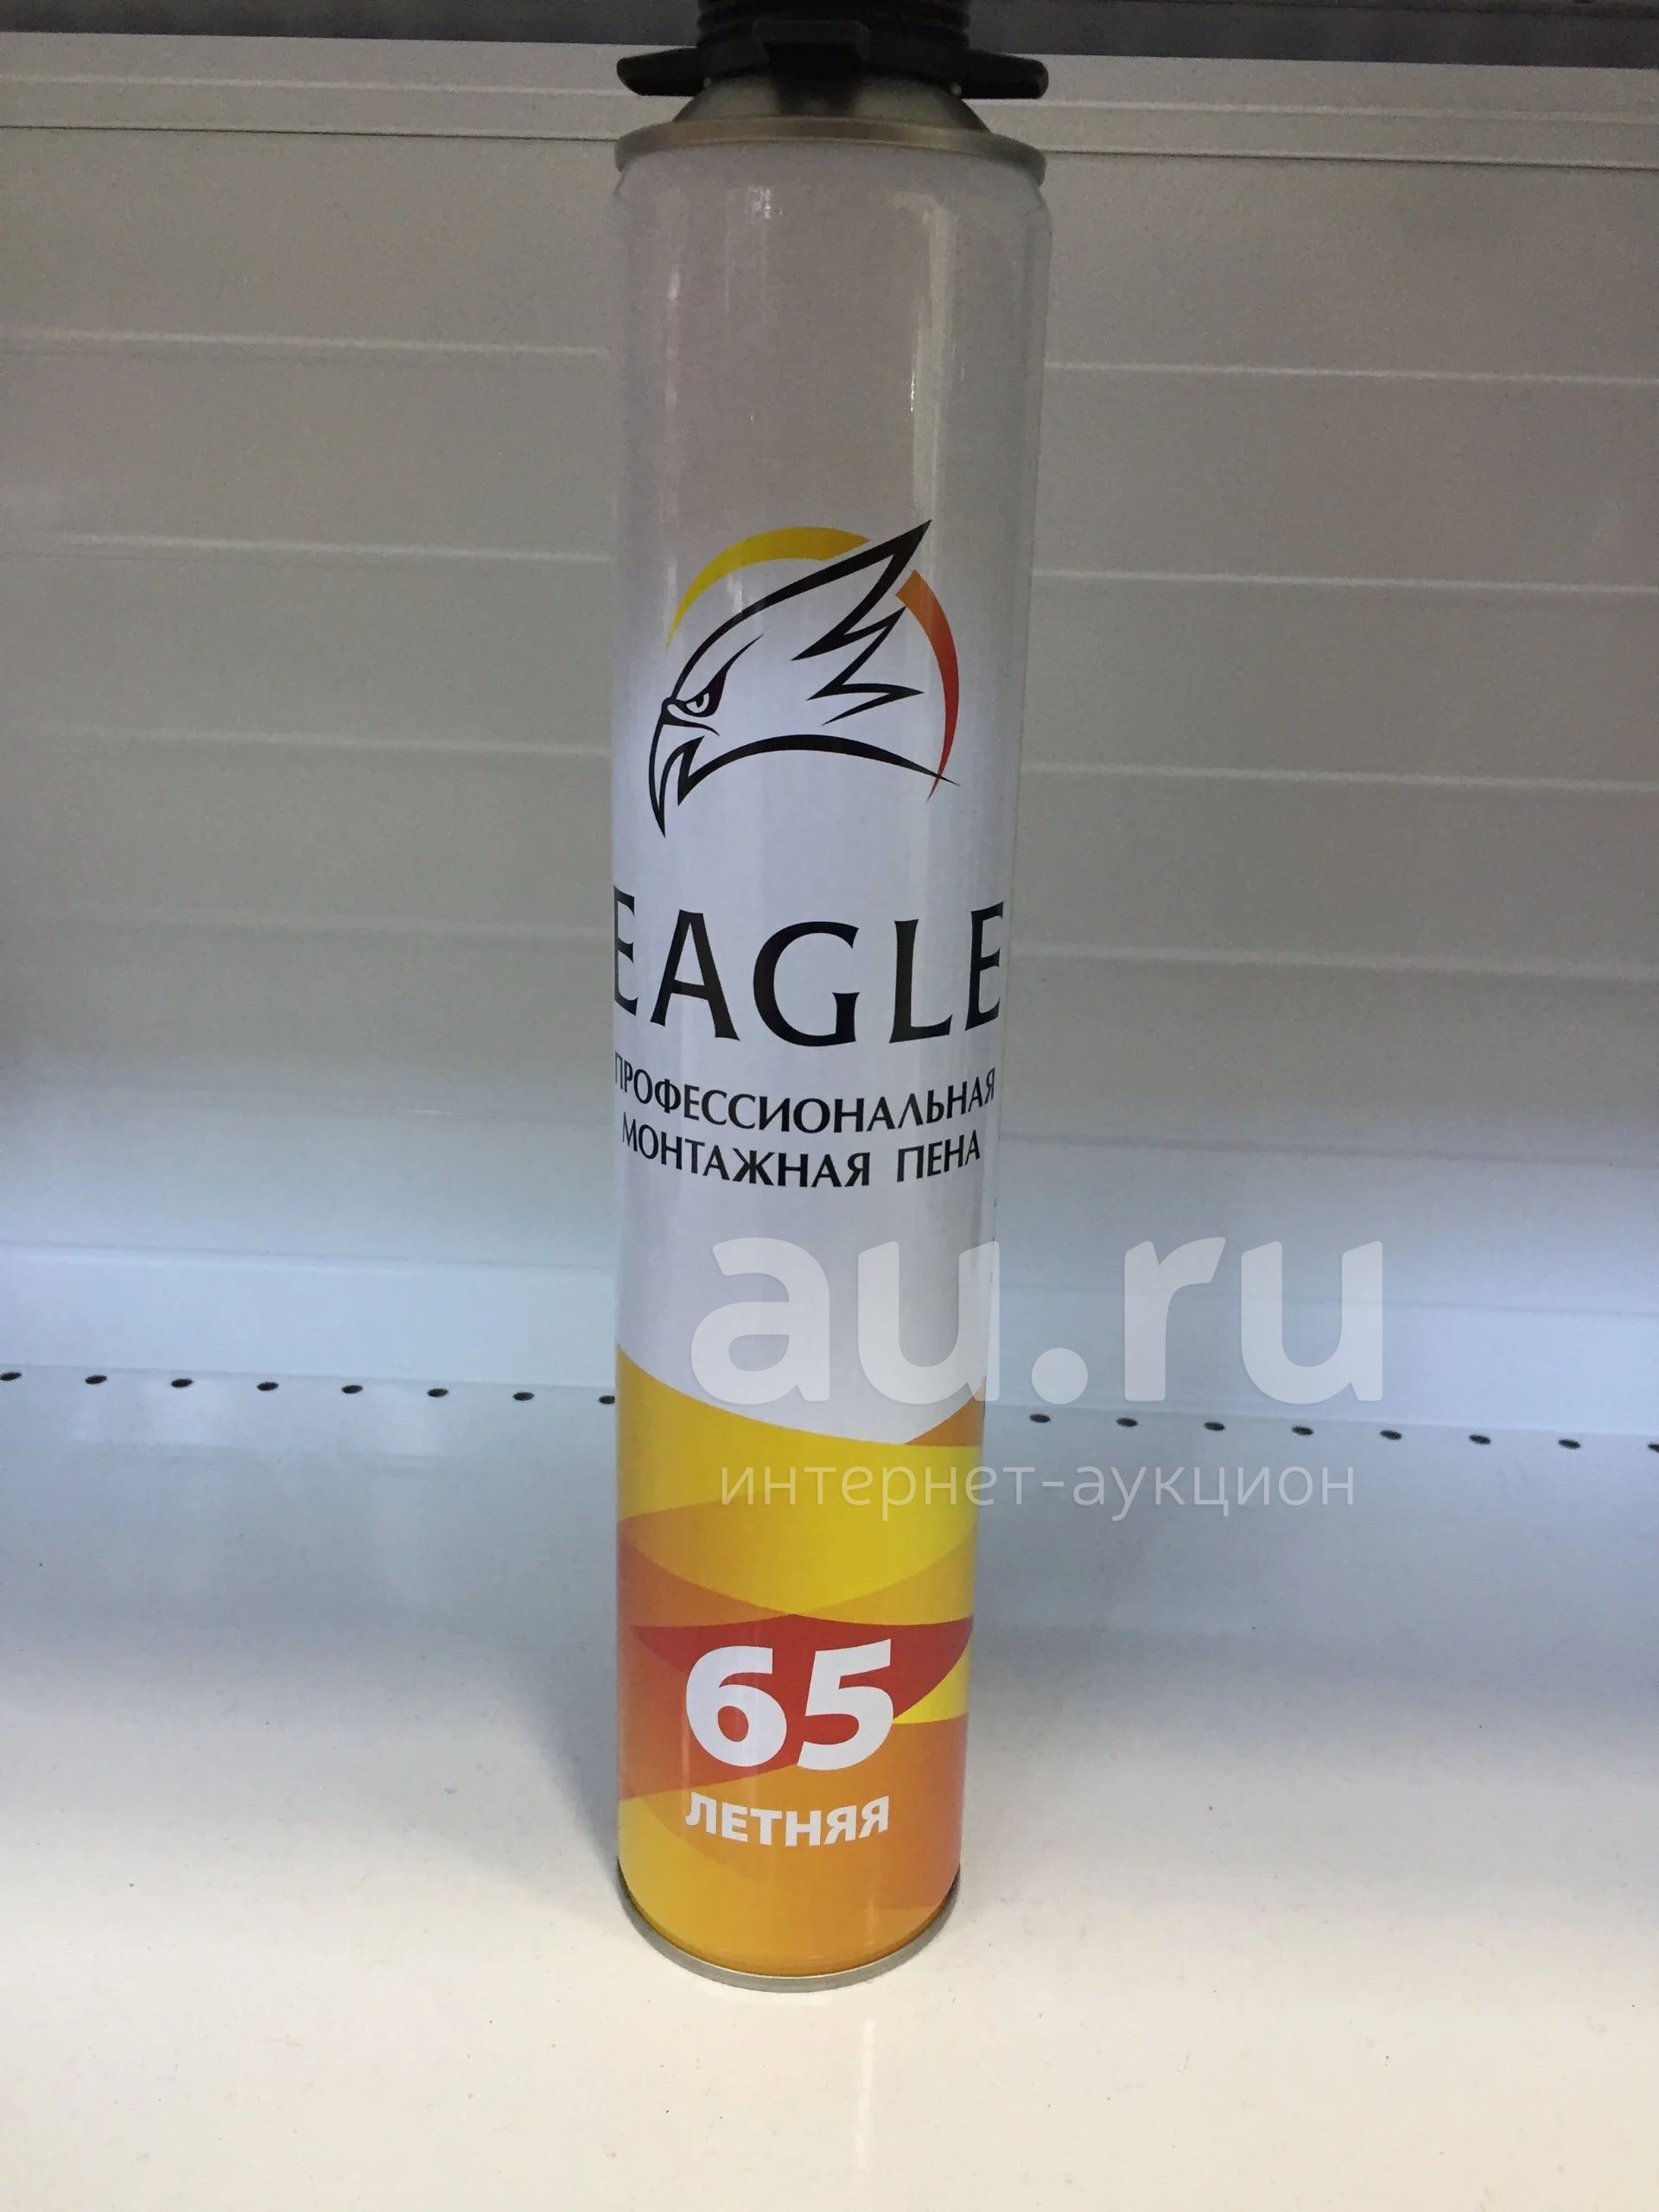 EAGLE
ПРОФЕССИОНАЛЬНАЯ
МОНТАЖНАЯ ПЕНА
au.ru
интернет-аукцион
65
ЛЕТНЯЯ